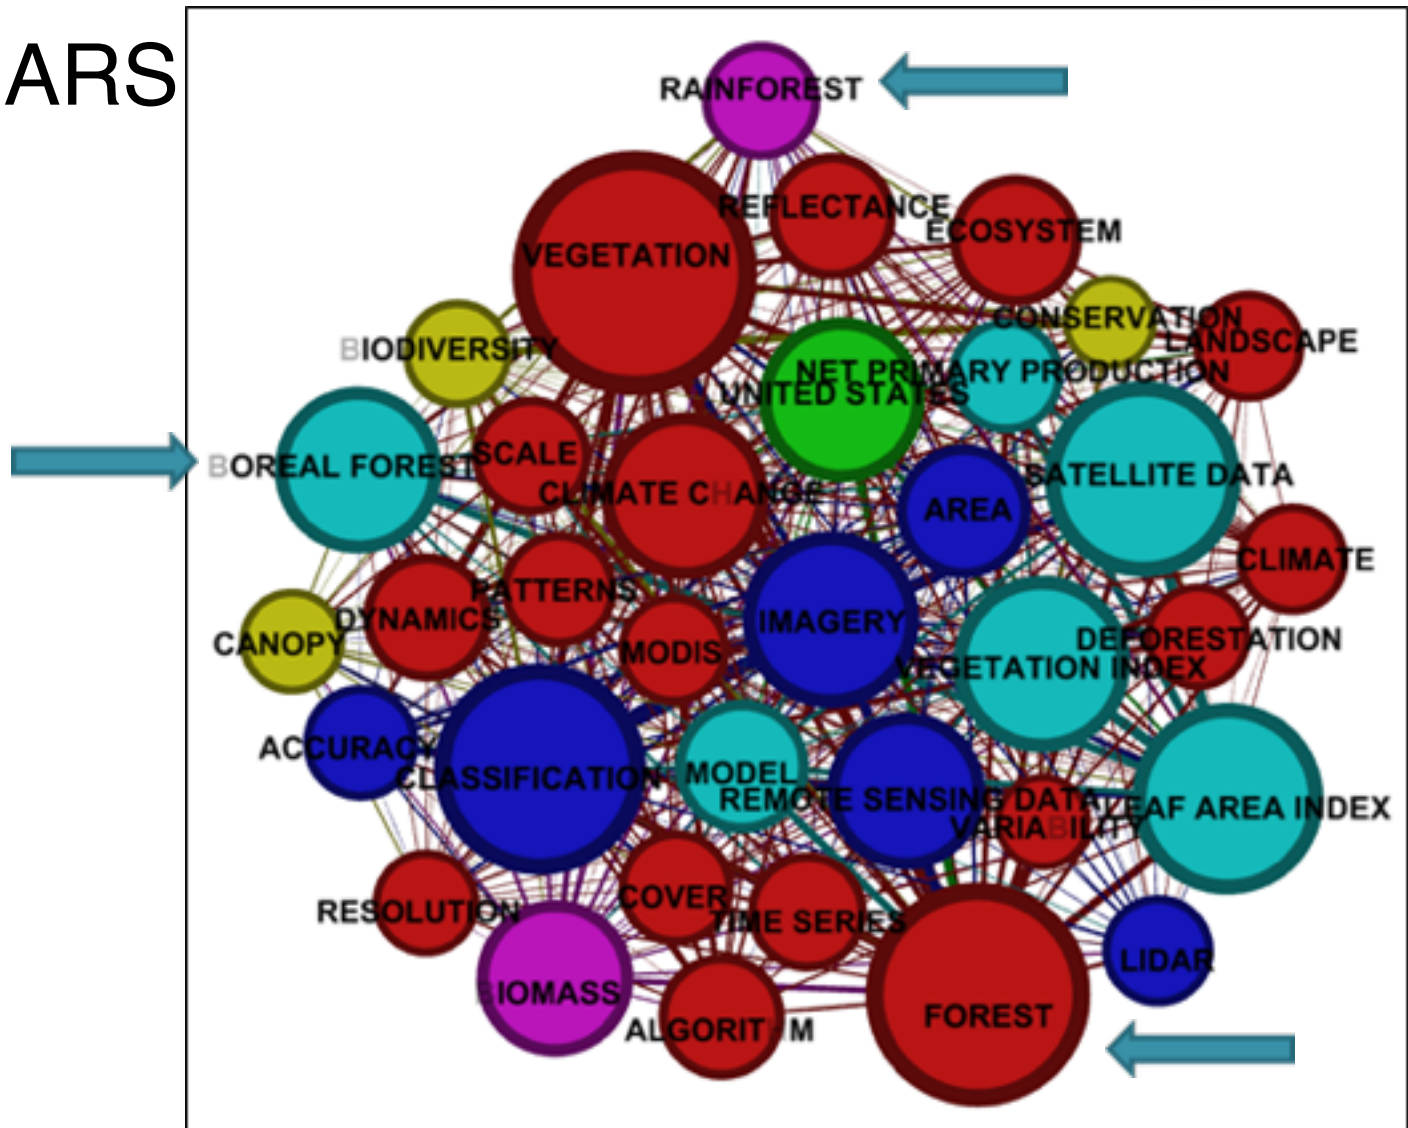 ARS
RAINFOREST
REFLECTANCE
ECOSYSTEM
VEGETATION
CONSERVATION
LANDSCAPE
BIODIVERSITY
NET PRIMARY PRODUCTION
UNITED STATES
BOREAL FOREST
SCALE
SATELLITE DATA
CLIMATE CHANGE
AREA
CLIMATE
PATTERNS
DYNAMICS
IMAGERY
CANOPY
MODIS
DEFORESTATION
VEGETATION INDEX
ACCURACY
CLASSIFICATION
MODEL
REMOTE SENSING DATA
LEAF AREA INDEX
VARIABILITY
COVER
RESOLUTION
TIME SERIES
LIDAR
BIOMASS
FOREST
ALGORITHM